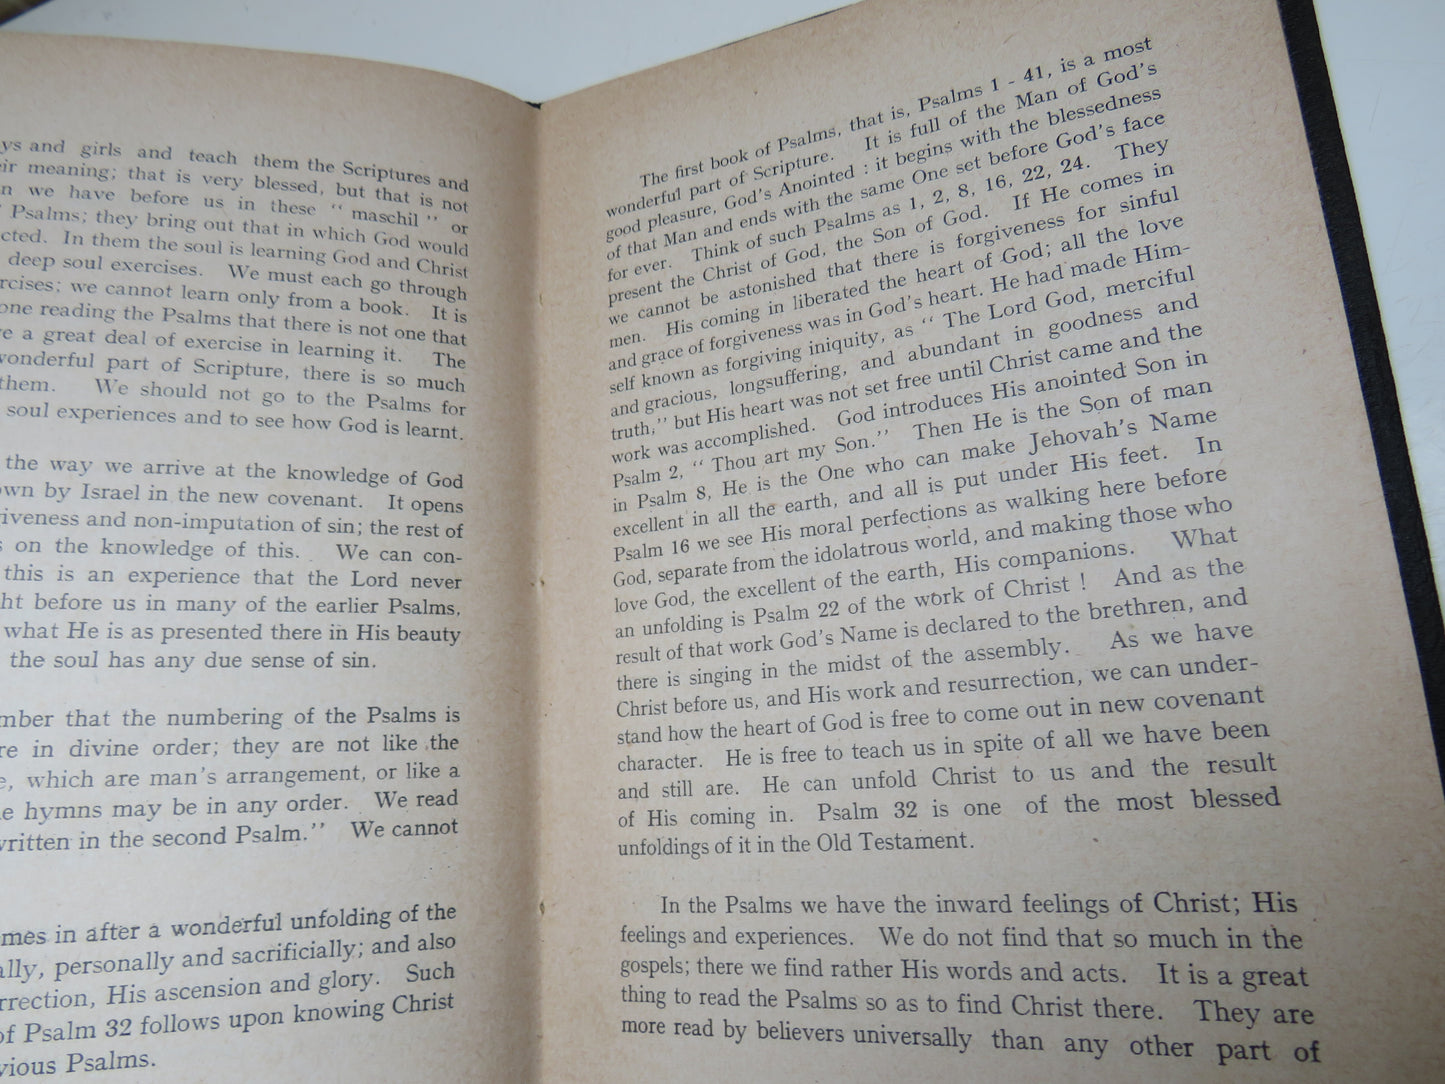 ys and girls and teach them the Scriptures and
eir meaning; that is very blessed, but that is not
n we have before us in these " maschil " or
Psalms; they bring out that in which God would
cted. In them the soul is learning God and Christ
deep soul exercises. We must each go through
rcises; we cannot learn only from a book. It is
one reading the Psalms that there is not one that
e a great deal of exercise in learning it. The
wonderful part of Scripture, there is so much
them. We should not go to the Psalms for
soul experiences and to see how God is learnt.
the way we arrive at the knowledge of God
own by Israel in the new covenant. It opens
iveness and non-imputation of sin; the rest of
s on the knowledge of this. We can con-
this is an experience that the Lord never
ht before us in many of the earlier Psalms,
what He is as presented there in His beauty
the soul has any due sense of sin.
mber that the numbering of the Psalms is
re in divine order; they are not like the
e, which are man's arrangement, or like a
e hymns may be in any order. We read
written in the second Psalm." We cannot
mes in after a wonderful unfolding of the
ally, personally and sacrificially; and also
rrection, His ascension and glory. Such
of Psalm 32 follows upon knowing Christ
vious Psalms.
The first book of Psalms, that is, Psalms 1 - 41, is a most
wonderful part of Scripture. It is full of the Man of God's
good pleasure, God's Anointed : it begins with the blessedness
of that Man and ends with the same One set before God's face
for ever. Think of such Psalms as 1, 2, 8, 16, 22, 24. They
present the Christ of God, the Son of God. If He comes in
we cannot be astonished that there is forgiveness for sinful
men. His coming in liberated the heart of God; all the love
and grace of forgiveness was in God's heart. He had made Him-
self known as forgiving iniquity, as " The Lord God, merciful
and gracious, longsuffering, and abundant in goodness and
truth," but His heart was not set free until Christ came and the
work was accomplished. God introduces His anointed Son in
Psalm 2, " Thou art my Son." Then He is the Son of man
in Psalm 8, He is the One who can make Jehovah's Name
excellent in all the earth, and all is put under His feet. In
Psalm 16 we see His moral perfections as walking here before
God, separate from the idolatrous world, and making those who
love God, the excellent of the earth, His companions. What
an unfolding is Psalm 22 of the work of Christ ! And as the
result of that work God's Name is declared to the brethren, and
there is singing in the midst of the assembly. As we have
Christ before us, and His work and resurrection, we can under-
stand how the heart of God is free to come out in new covenant
character. He is free to teach us in spite of all we have been
and still are. He can unfold Christ to us and the result
of His coming in. Psalm 32 is one of the most blessed
unfoldings of it in the Old Testament.
In the Psalms we have the inward feelings of Christ; His
feelings and experiences. We do not find that so much in the
gospels; there we find rather His words and acts. It is a great
thing to read the Psalms so as to find Christ there. They are
more read by believers universally than any other part of